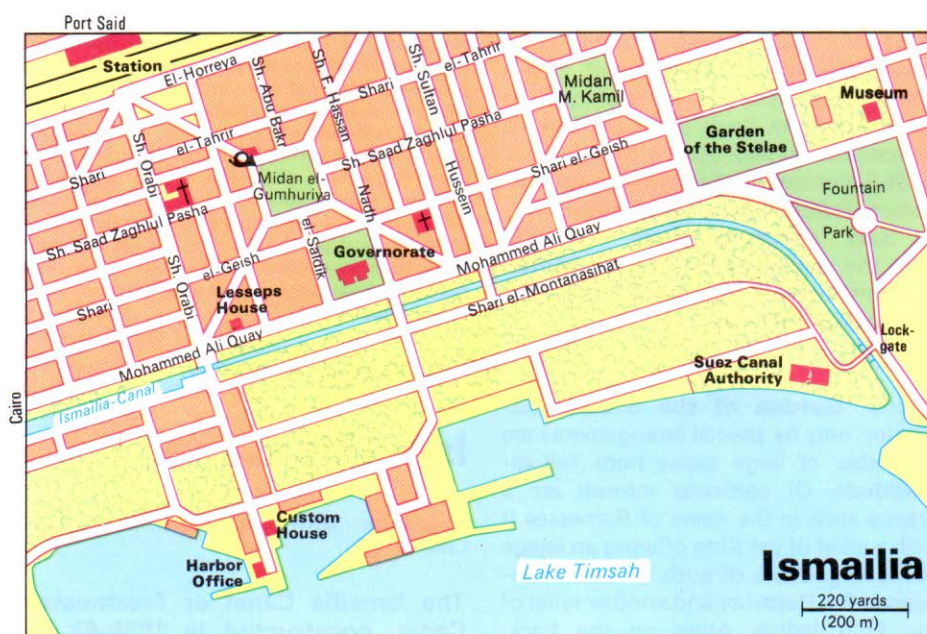 Port Said
Station
El-Horreya
Sh. Abu Bakr
Sh. F. Hassan
Sh. Sultan
Hussein
Shari
el-Tahrir
Midan
M. Kamil
Museum
Garden
of the Stelae
Shari
el-Tahrir
Sh. Orabi
Sh. Saad Zaghlul Pasha
Shari el-Geish
Midan el-
Gumhuriya
Nadh
Fountain
Park
Sh. Saad Zaghlul Pasha
el-Safdik
Governorate
Mohammed Ali Quay
el-Geish
Sh. Orabi
Lesseps
House
Shari el-Montanasihat
Mohammed Ali Quay
Lock-
gate
Suez Canal
Authority
Cairo
Ismailia-Canal
Custom
House
Harbor
Office
Lake Timsah
Ismailia
220 yards
(200 m)